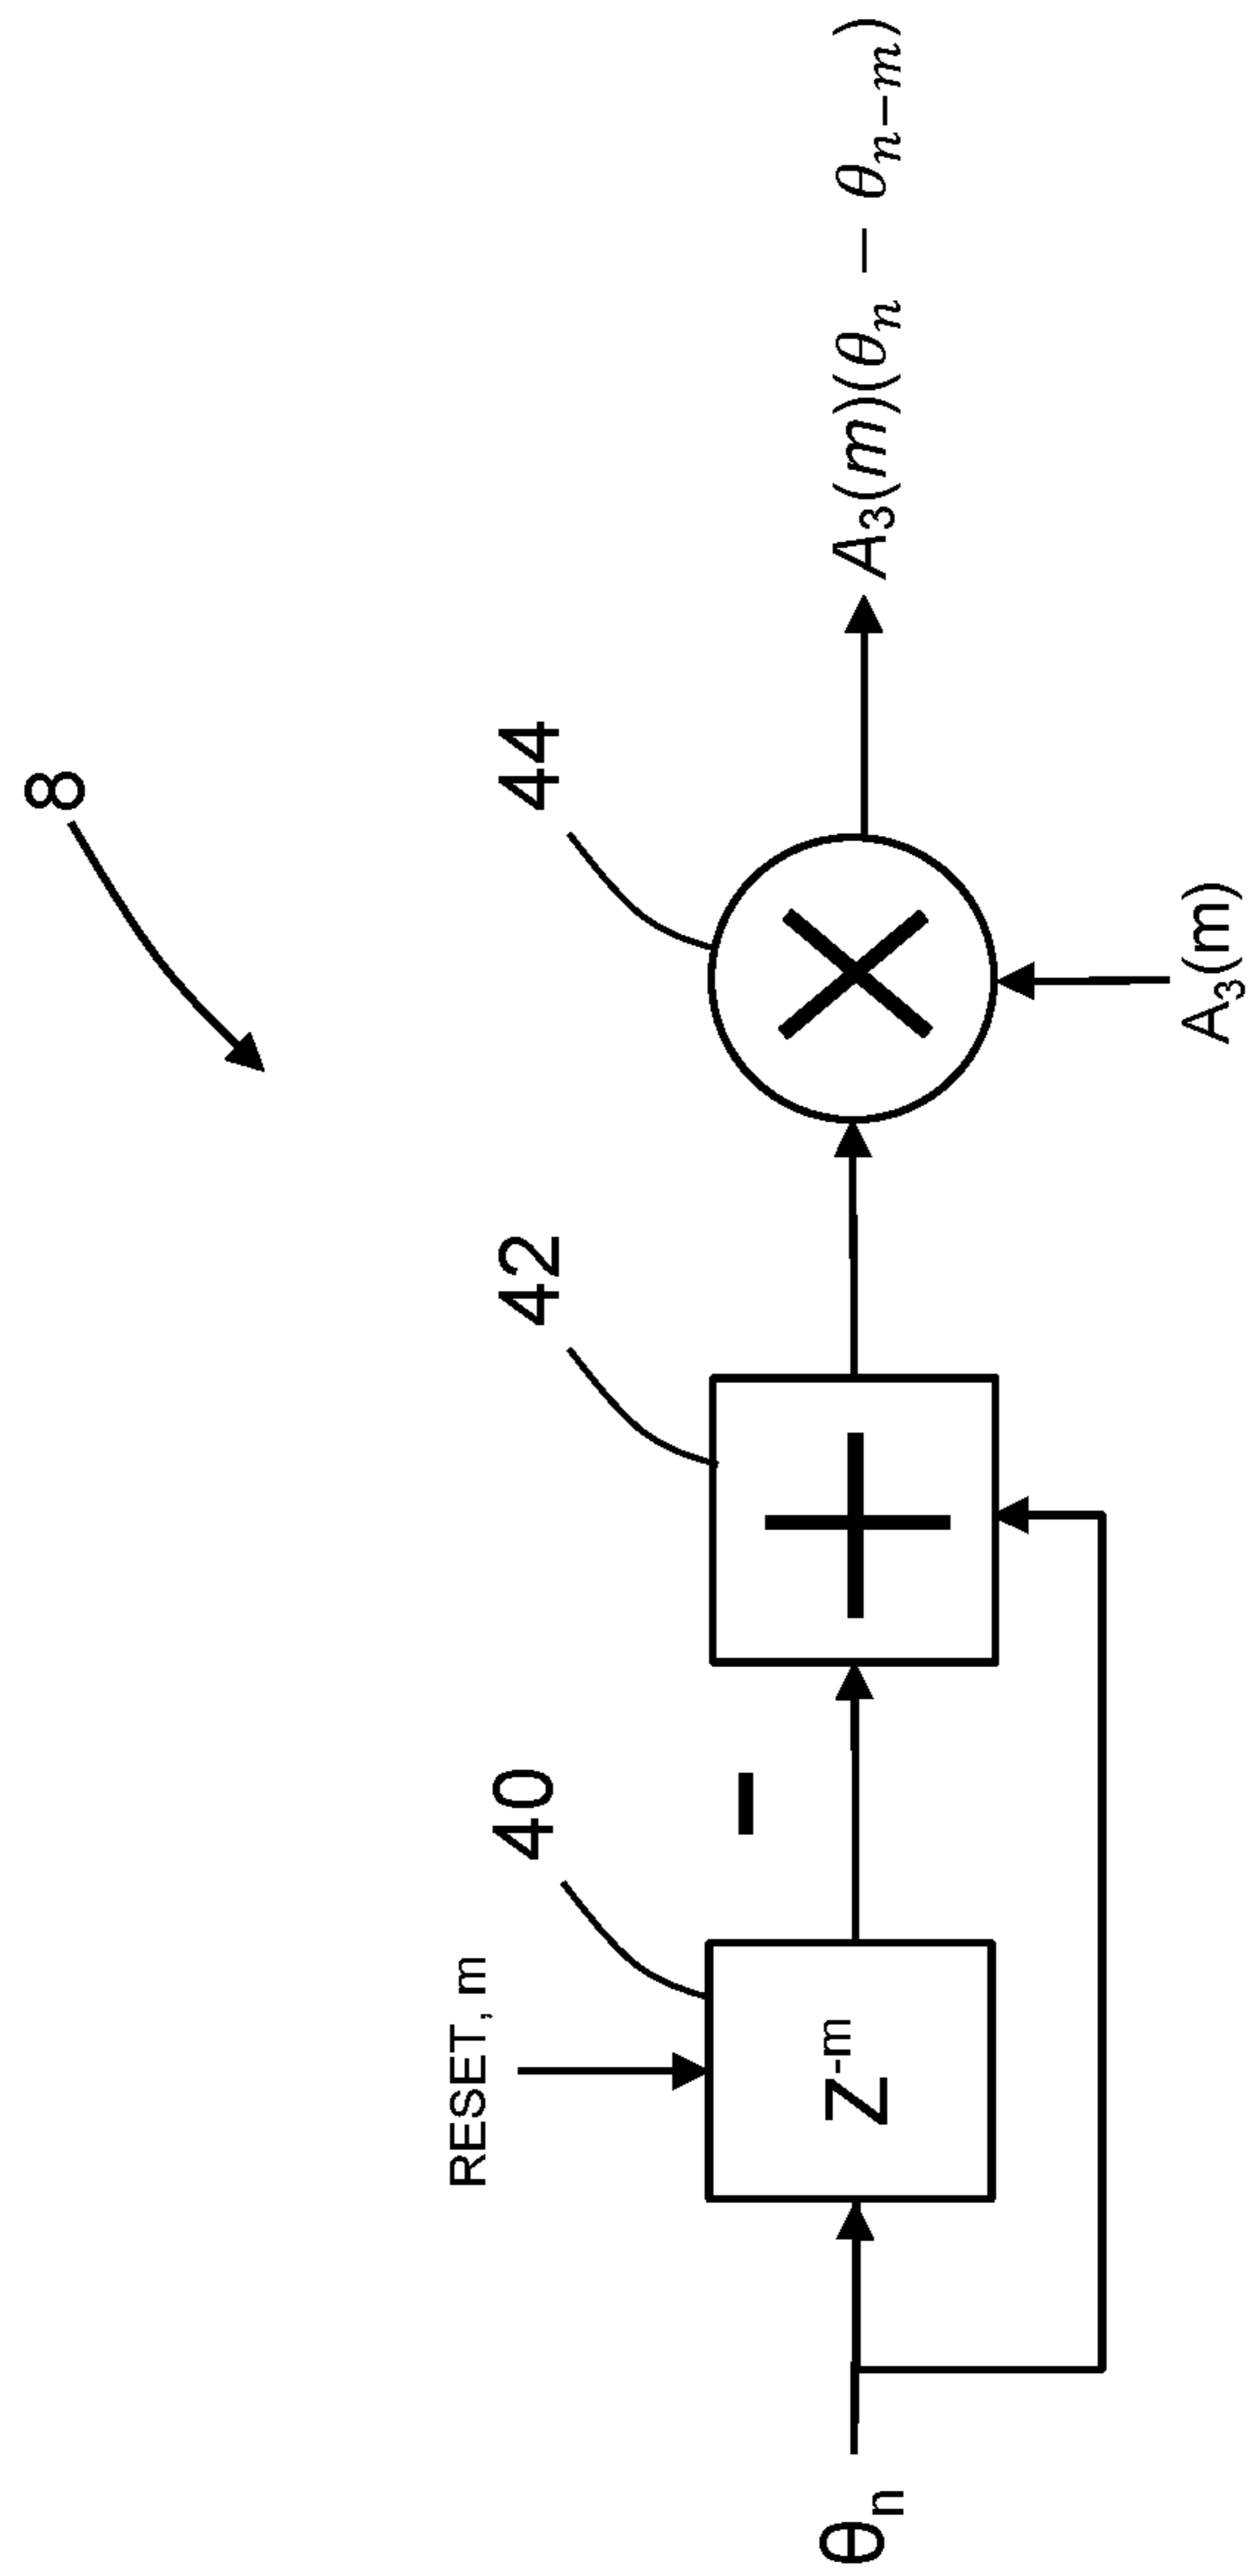 8
RESET, m
40
42
44
θn
Z-m
-
+
×
A3(m)(θn − θn−m)
A3(m)